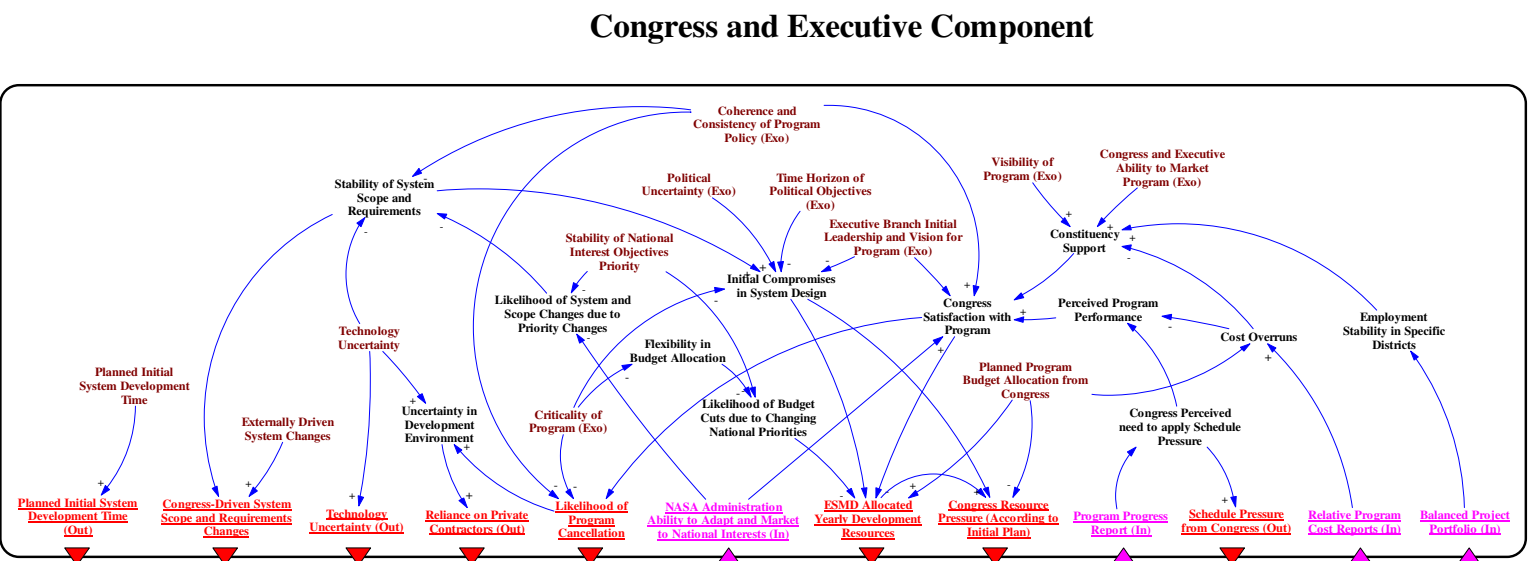 Congress and Executive Component
Coherence and
Consistency of Program
Policy (Exo)
Visibility of
Program (Exo)
Congress and Executive
Ability to Market
Program (Exo)
Stability of System
Scope and
Requirements
Political
Uncertainty (Exo)
Time Horizon of
Political Objectives
(Exo)
Executive Branch Initial
Leadership and Vision for
Program (Exo)
Constituency
Support
Stability of National
Interest Objectives
Priority
Initial Compromises
in System Design
Likelihood of System and
Scope Changes due to
Priority Changes
Congress
Satisfaction with
Program
Perceived Program
Performance
Cost Overruns
Employment
Stability in Specific
Districts
Technology
Uncertainty
Flexibility in
Budget Allocation
Planned Initial
System Development
Time
Planned Program
Budget Allocation from
Congress
Externally Driven
System Changes
Uncertainty in
Development
Environment
Criticality of
Program (Exo)
Likelihood of Budget
Cuts due to Changing
National Priorities
Congress Perceived
need to apply Schedule
Pressure
Planned Initial System
Development Time
(Out)
Congress-Driven System
Scope and Requirements
Changes
Technology
Uncertainty (Out)
Reliance on Private
Contractors (Out)
Likelihood of
Program
Cancellation
NASA Administration
Ability to Adapt and Market
to National Interests (In)
ESMD Allocated
Yearly Development
Resources
Congress Resource
Pressure (According to
Initial Plan)
Program Progress
Report (In)
Schedule Pressure
from Congress (Out)
Relative Program
Cost Reports (In)
Balanced Project
Portfolio (In)